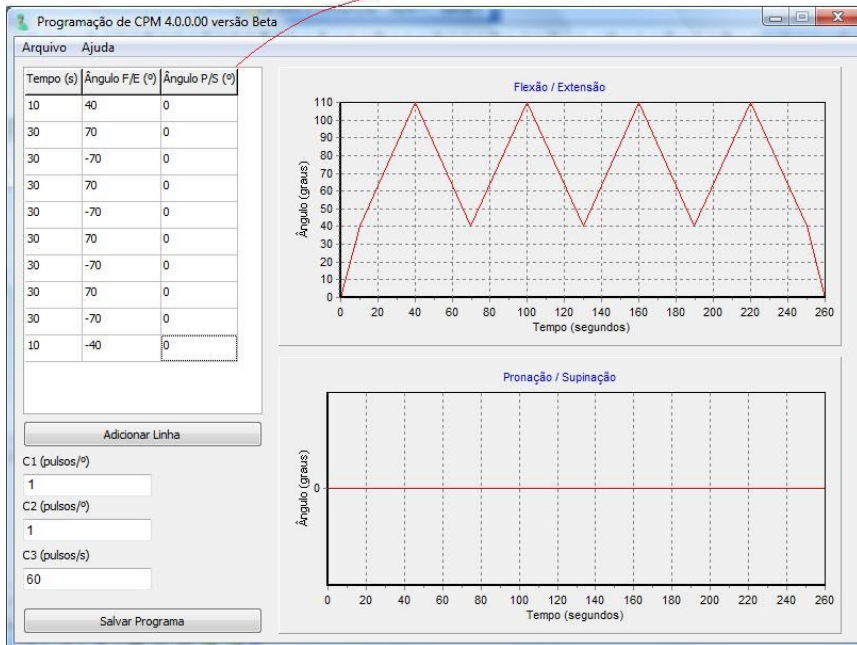 Programação de CPM 4.0.0.00 versão Beta
Arquivo Ajuda
Tempo (s) Ângulo F/E (º) Ângulo P/S (º)
10 40 0
30 70 0
30 -70 0
30 70 0
30 -70 0
30 70 0
30 -70 0
30 70 0
30 -70 0
10 -40 0
Adicionar Linha
C1 (pulsos/º)
1
C2 (pulsos/º)
1
C3 (pulsos/s)
60
Salvar Programa
Flexão / Extensão
Ângulo (graus)
110
100
90
80
70
60
50
40
30
20
10
0
0 20 40 60 80 100 120 140 160 180 200 220 240 260
Tempo (segundos)
Pronação / Supinação
Ângulo (graus)
0
0 20 40 60 80 100 120 140 160 180 200 220 240 260
Tempo (segundos)